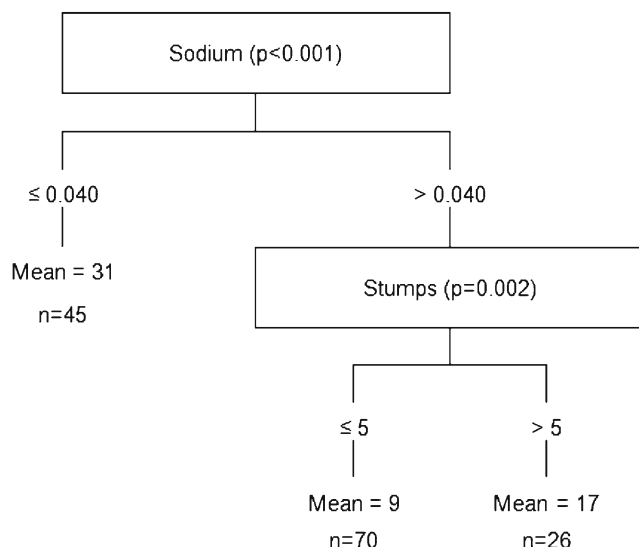 Sodium (p<0.001)
≤ 0.040
> 0.040
Mean = 31
n=45
Stumps (p=0.002)
≤ 5
> 5
Mean = 9
Mean = 17
n=70
n=26